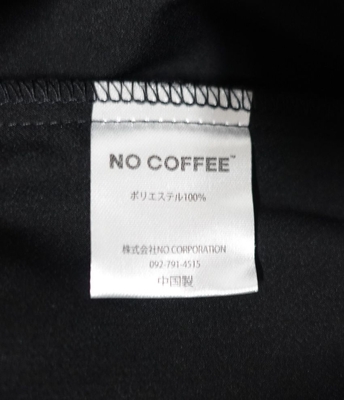 NO COFFEE™
ポリエステル100%
株式会社NO CORPORATION
092-791-4515
中国製